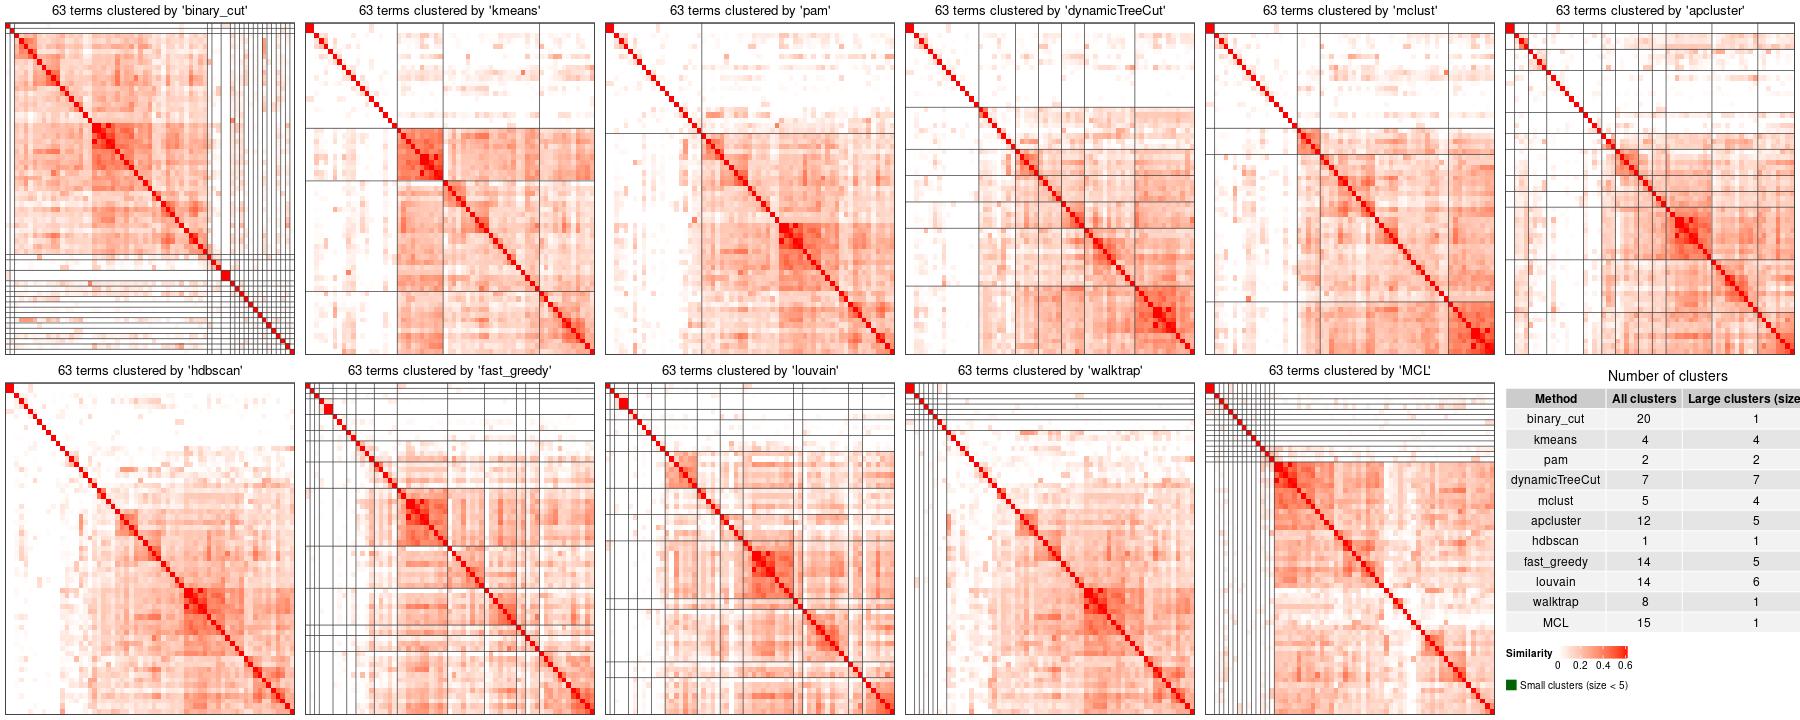 63 terms clustered by 'binary_cut'
63 terms clustered by 'kmeans'
63 terms clustered by 'pam'
63 terms clustered by 'dynamicTreeCut'
63 terms clustered by 'mclust'
63 terms clustered by 'apcluster'
63 terms clustered by 'hdbscan'
63 terms clustered by 'fast_greedy'
63 terms clustered by 'louvain'
63 terms clustered by 'walktrap'
63 terms clustered by 'MCL'
Number of clusters
Method All clusters Large clusters (size
binary_cut 20 1
kmeans 4 4
pam 2 2
dynamicTreeCut 7 7
mclust 5 4
apcluster 12 5
hdbscan 1 1
fast_greedy 14 5
louvain 14 6
walktrap 8 1
MCL 15 1
Similarity
0 0.2 0.4 0.6
Small clusters (size < 5)